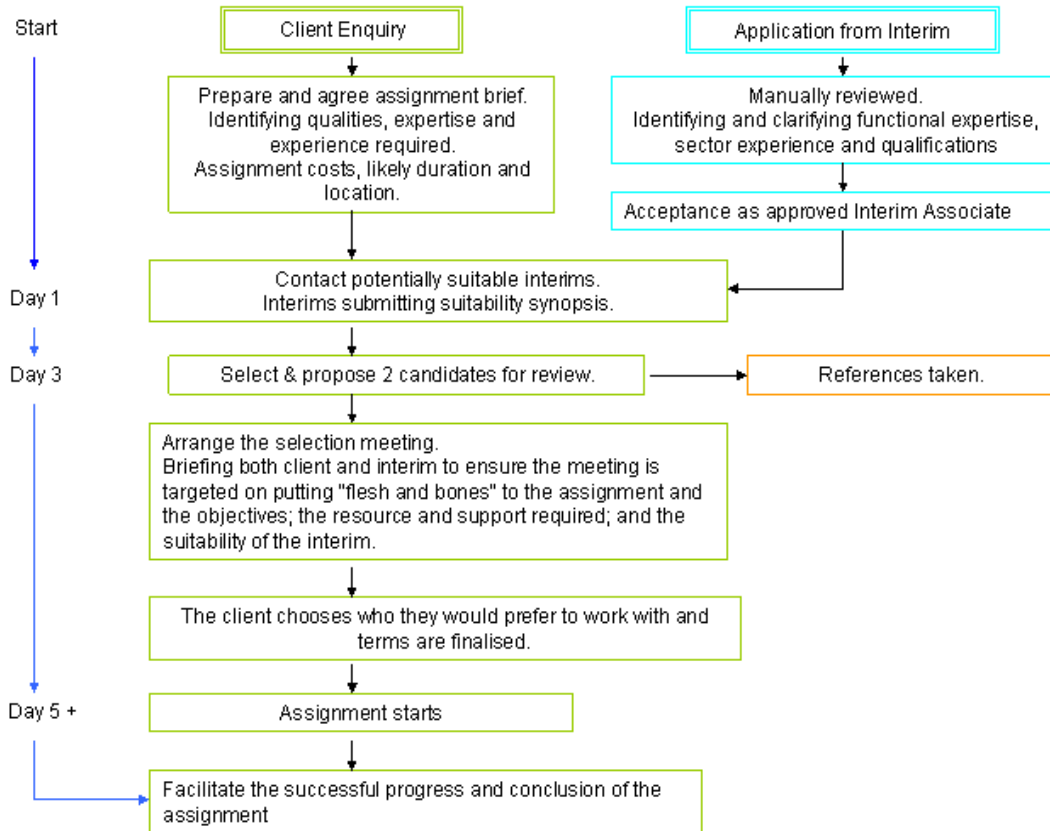 Start
Client Enquiry
Application from Interim
Prepare and agree assignment brief.
Identifying qualities, expertise and
experience required.
Assignment costs, likely duration and
location.
Manually reviewed.
Identifying and clarifying functional expertise,
sector experience and qualifications
Acceptance as approved Interim Associate
Day 1
Contact potentially suitable interims.
Interims submitting suitability synopsis.
Day 3
Select & propose 2 candidates for review.
References taken.
Arrange the selection meeting.
Briefing both client and interim to ensure the meeting is
targeted on putting "flesh and bones" to the assignment and
the objectives; the resource and support required; and the
suitability of the interim.
The client chooses who they would prefer to work with and
terms are finalised.
Day 5 +
Assignment starts
Facilitate the successful progress and conclusion of the
assignment